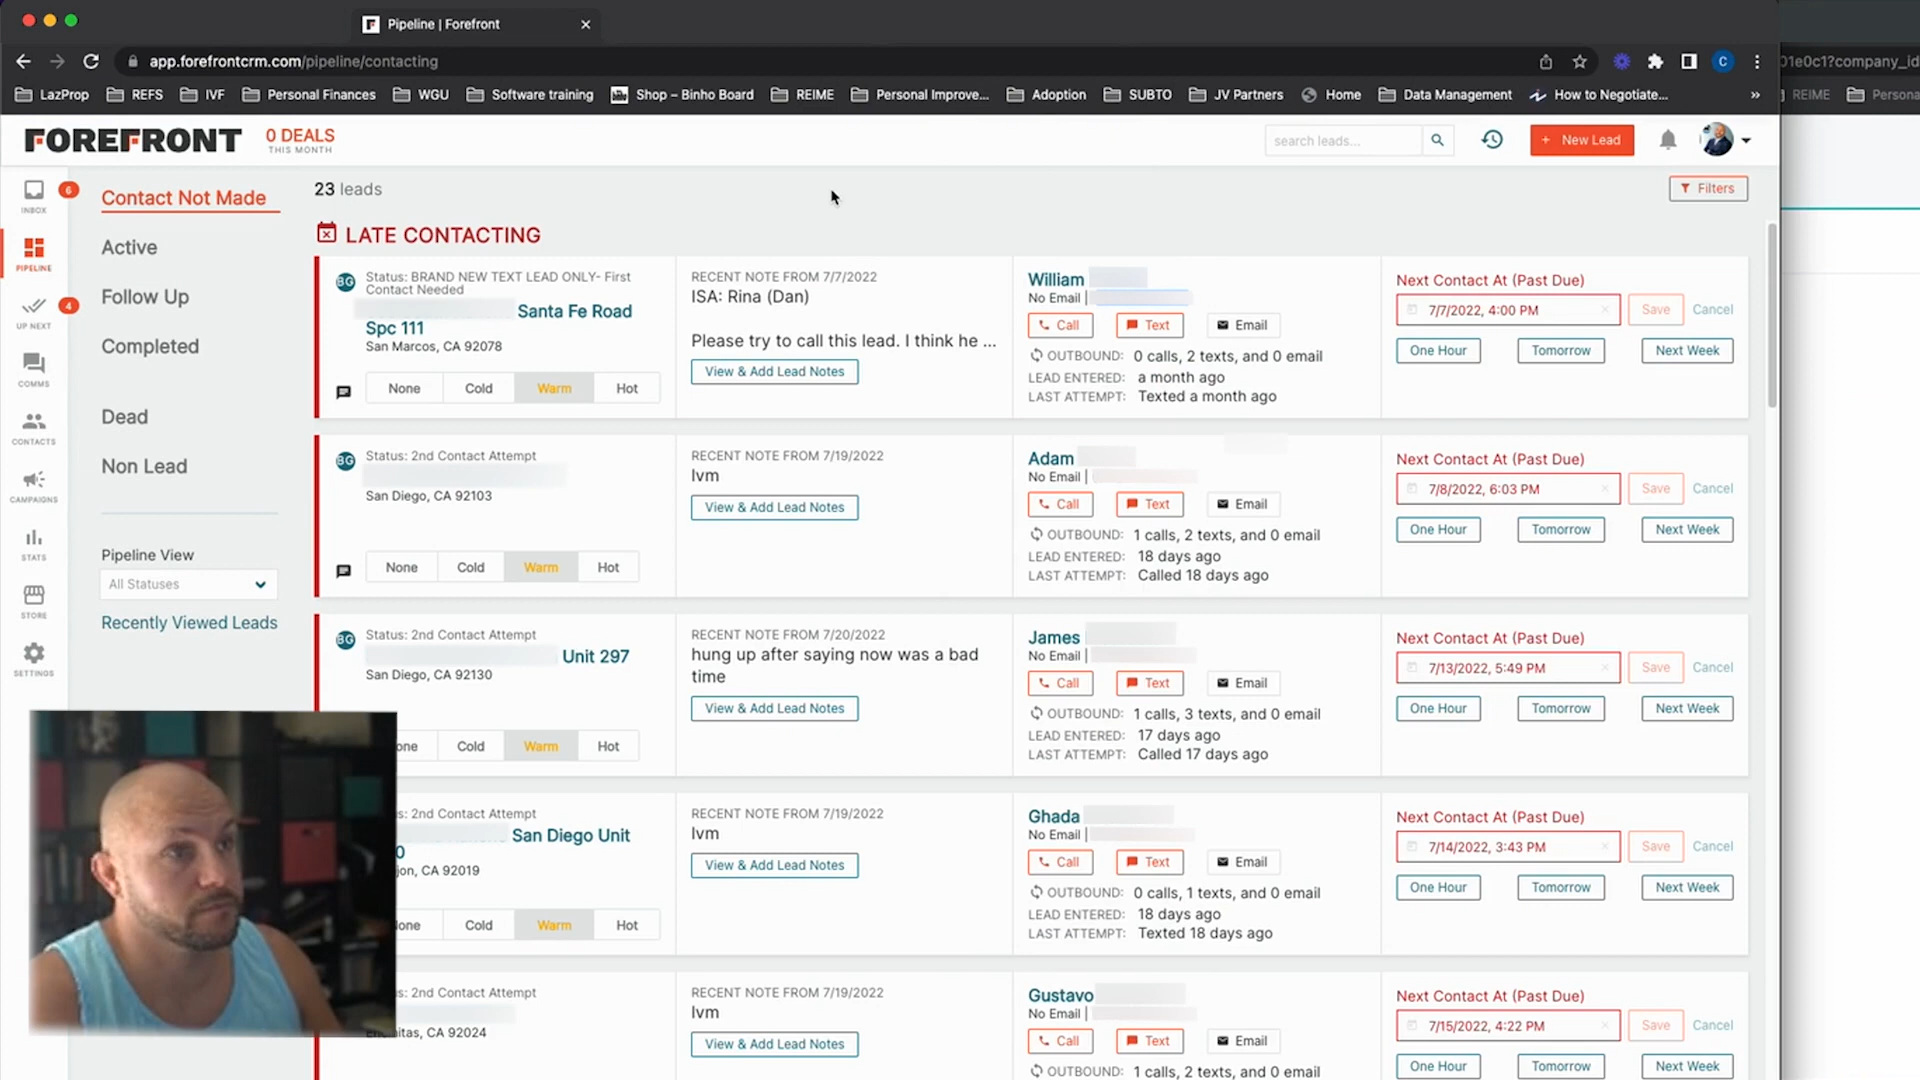 Pipeline | Forefront
app.forefrontcrm.com/pipeline/contacting
01e0c1?company_id
LazProp REFS IVF Personal Finances WGU Software training Shop – Binho Board REIME Personal Improve... Adoption SUBTO JV Partners Home Data Management How to Negotiate... »
REIME Persona
FOREFRONT
0 DEALS
THIS MONTH
search leads...
+ New Lead
INBOX
6
PIPELINE
UP NEXT
4
COMMS
CONTACTS
CAMPAIGNS
STATS
STORE
SETTINGS
Contact Not Made
Active
Follow Up
Completed
Dead
Non Lead
Pipeline View
All Statuses
Recently Viewed Leads
23 leads
Filters
LATE CONTACTING
BG
Status: BRAND NEW TEXT LEAD ONLY- First
Contact Needed
Santa Fe Road
Spc 111
San Marcos, CA 92078
None Cold Warm Hot
RECENT NOTE FROM 7/7/2022
ISA: Rina (Dan)
Please try to call this lead. I think he ...
View & Add Lead Notes
William
No Email |
Call Text Email
OUTBOUND: 0 calls, 2 texts, and 0 email
LEAD ENTERED: a month ago
LAST ATTEMPT: Texted a month ago
Next Contact At (Past Due)
7/7/2022, 4:00 PM × Save Cancel
One Hour Tomorrow Next Week
BG
Status: 2nd Contact Attempt
San Diego, CA 92103
None Cold Warm Hot
RECENT NOTE FROM 7/19/2022
lvm
View & Add Lead Notes
Adam
No Email |
Call Text Email
OUTBOUND: 1 calls, 2 texts, and 0 email
LEAD ENTERED: 18 days ago
LAST ATTEMPT: Called 18 days ago
Next Contact At (Past Due)
7/8/2022, 6:03 PM × Save Cancel
One Hour Tomorrow Next Week
BG
Status: 2nd Contact Attempt
Unit 297
San Diego, CA 92130
one Cold Warm Hot
RECENT NOTE FROM 7/20/2022
hung up after saying now was a bad
time
View & Add Lead Notes
James
No Email |
Call Text Email
OUTBOUND: 1 calls, 3 texts, and 0 email
LEAD ENTERED: 17 days ago
LAST ATTEMPT: Called 17 days ago
Next Contact At (Past Due)
7/13/2022, 5:49 PM × Save Cancel
One Hour Tomorrow Next Week
s: 2nd Contact Attempt
San Diego Unit
0
jon, CA 92019
one Cold Warm Hot
RECENT NOTE FROM 7/19/2022
lvm
View & Add Lead Notes
Ghada
No Email |
Call Text Email
OUTBOUND: 0 calls, 1 texts, and 0 email
LEAD ENTERED: 18 days ago
LAST ATTEMPT: Texted 18 days ago
Next Contact At (Past Due)
7/14/2022, 3:43 PM × Save Cancel
One Hour Tomorrow Next Week
s: 2nd Contact Attempt
Encinitas, CA 92024
RECENT NOTE FROM 7/19/2022
lvm
View & Add Lead Notes
Gustavo
No Email |
Call Text Email
OUTBOUND: 1 calls, 2 texts, and 0 email
Next Contact At (Past Due)
7/15/2022, 4:22 PM × Save Cancel
One Hour Tomorrow Next Week